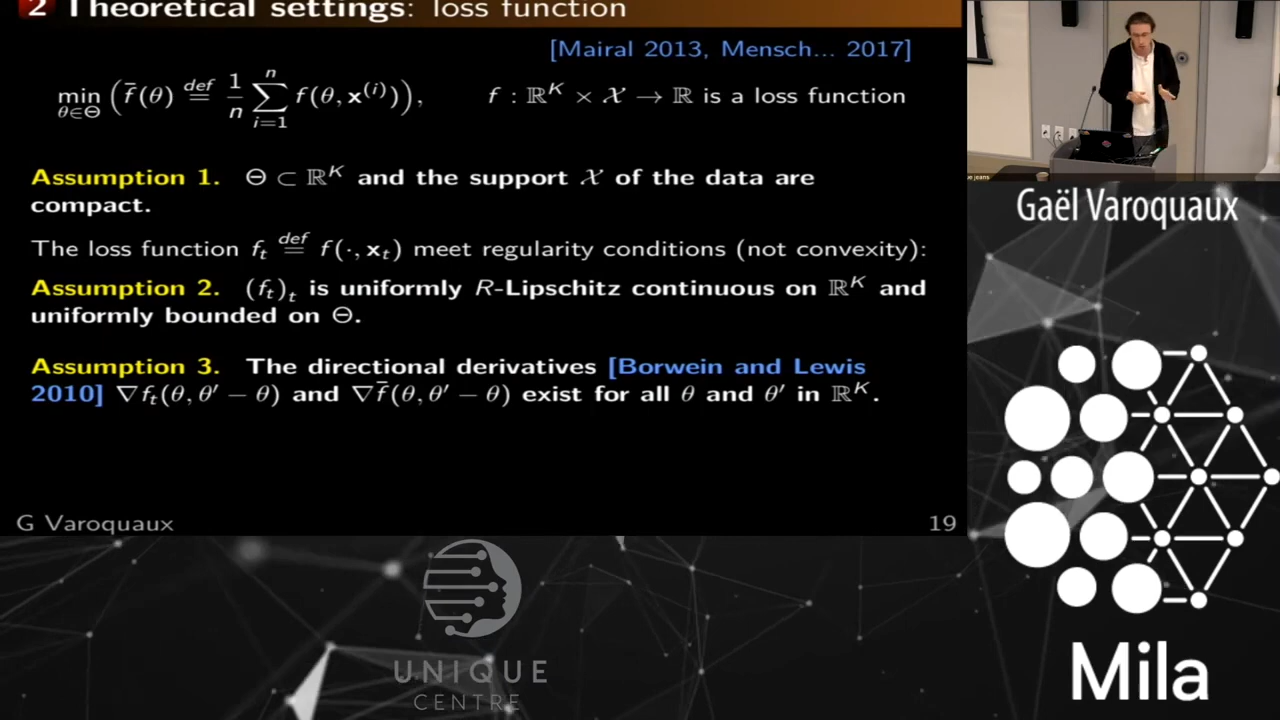 2 Theoretical settings: loss function
[Mairal 2013, Mensch... 2017]
min_{θ∈Θ} (f̄(θ) ≝ 1/n ∑_{i=1}^{n} f(θ, x^{(i)})), f : ℝ^K × 𝒳 → ℝ is a loss function
Assumption 1. Θ ⊂ ℝ^K and the support 𝒳 of the data are
compact.
The loss function f_t ≝ f(·, x_t) meet regularity conditions (not convexity):
Assumption 2. (f_t)_t is uniformly R-Lipschitz continuous on ℝ^K and
uniformly bounded on Θ.
Assumption 3. The directional derivatives [Borwein and Lewis
2010] ∇f_t(θ, θ′ − θ) and ∇f̄(θ, θ′ − θ) exist for all θ and θ′ in ℝ^K.
G Varoquaux
19
Gaël Varoquaux
Mila
UNIQUE
CENTRE